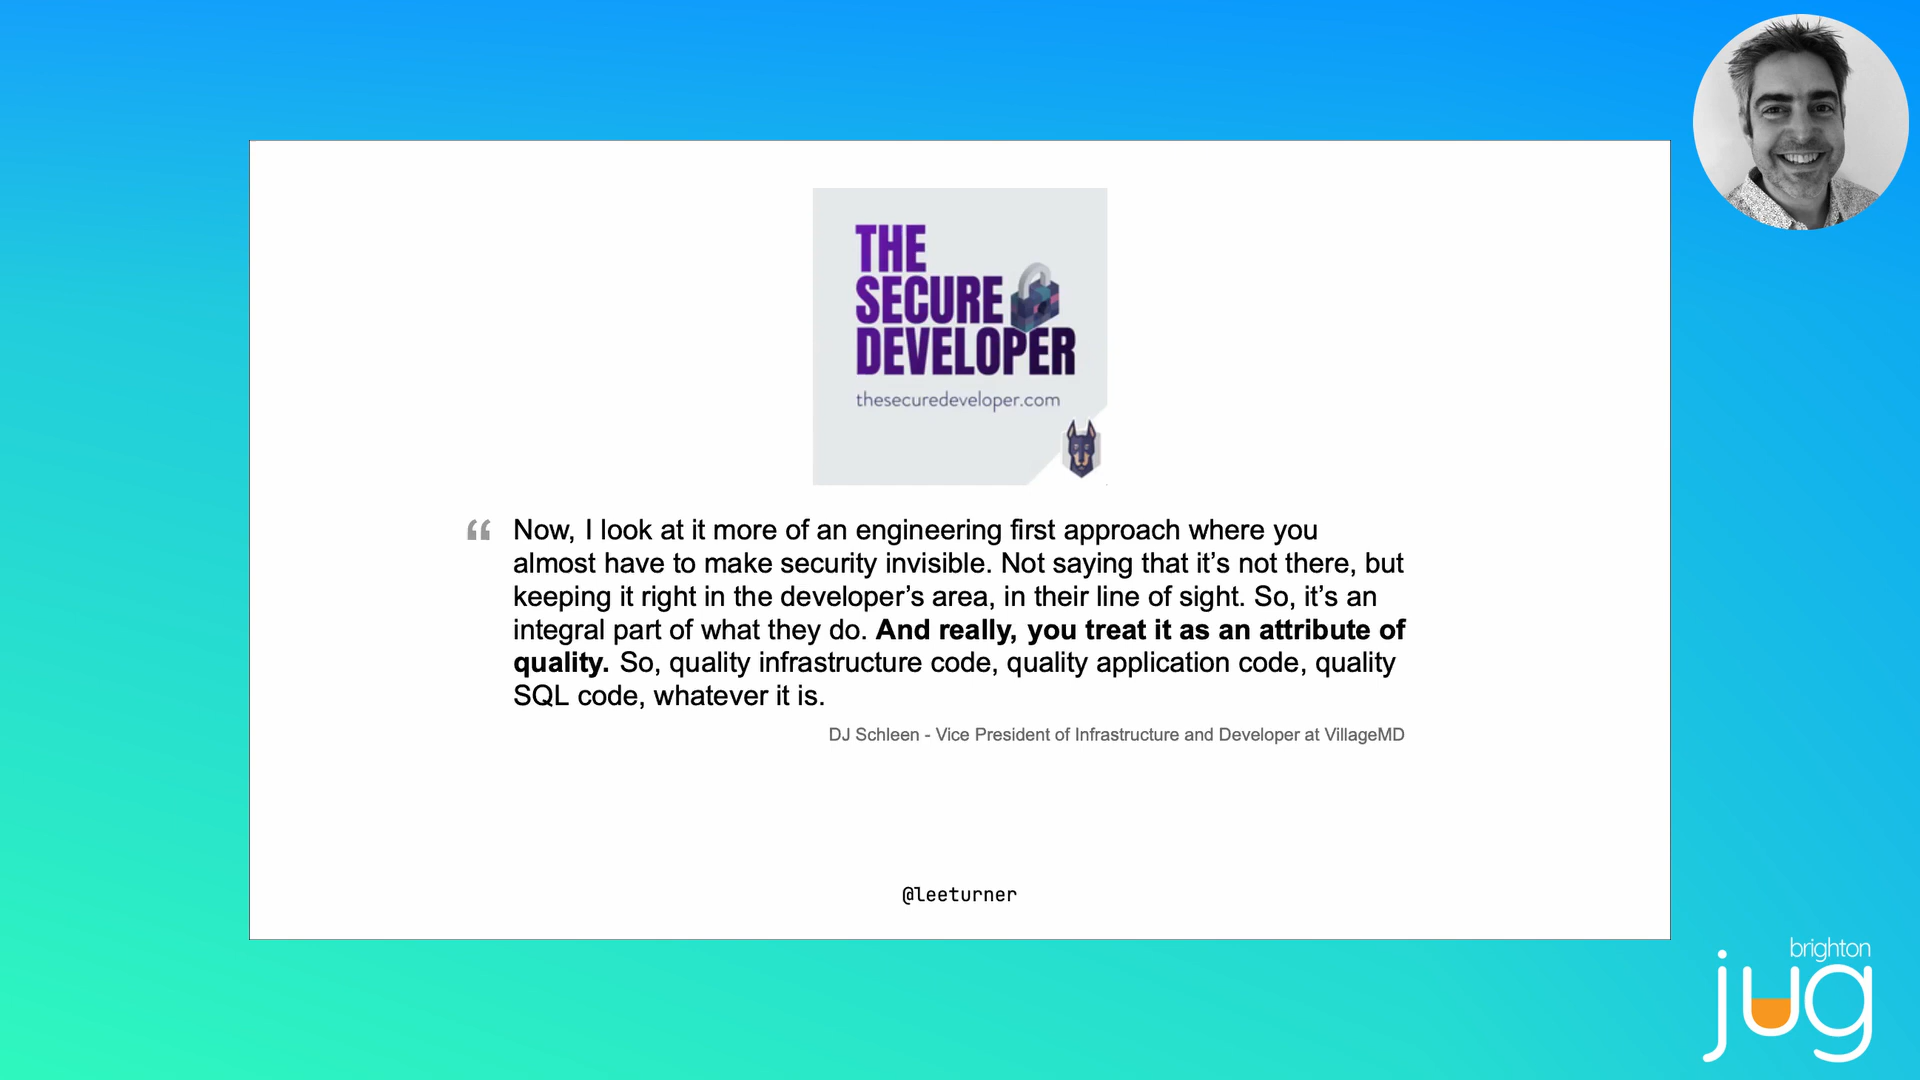 THE
SECURE
DEVELOPER
thesecuredeveloper.com
“ Now, I look at it more of an engineering first approach where you
almost have to make security invisible. Not saying that it’s not there, but
keeping it right in the developer’s area, in their line of sight. So, it’s an
integral part of what they do. And really, you treat it as an attribute of
quality. So, quality infrastructure code, quality application code, quality
SQL code, whatever it is.
DJ Schleen - Vice President of Infrastructure and Developer at VillageMD
@leeturner
brighton
jug